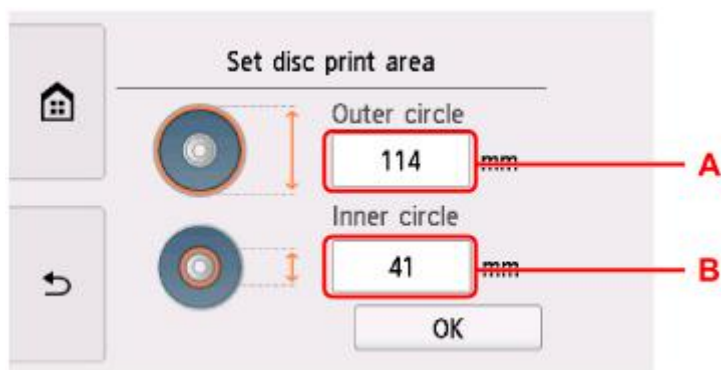 Set disc print area
Outer circle
114 mm
A
Inner circle
41 mm
B
OK